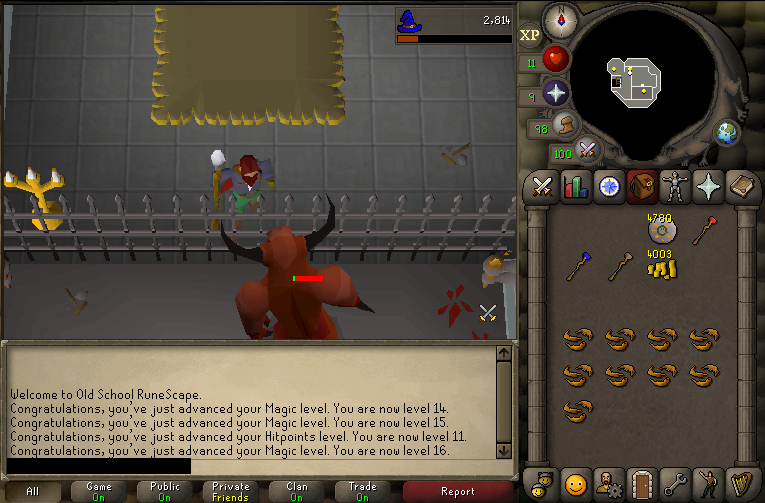 2,814
XP
N
11
9
98
100
4780
4003
Welcome to Old School RuneScape.
Congratulations, you've just advanced your Magic level. You are now level 14.
Congratulations, you've just advanced your Magic level. You are now level 15.
Congratulations, you've just advanced your Hitpoints level. You are now level 11.
Congratulations, you've just advanced your Magic level. You are now level 16.
All
Game
On
Public
On
Private
Friends
Clan
On
Trade
On
Report